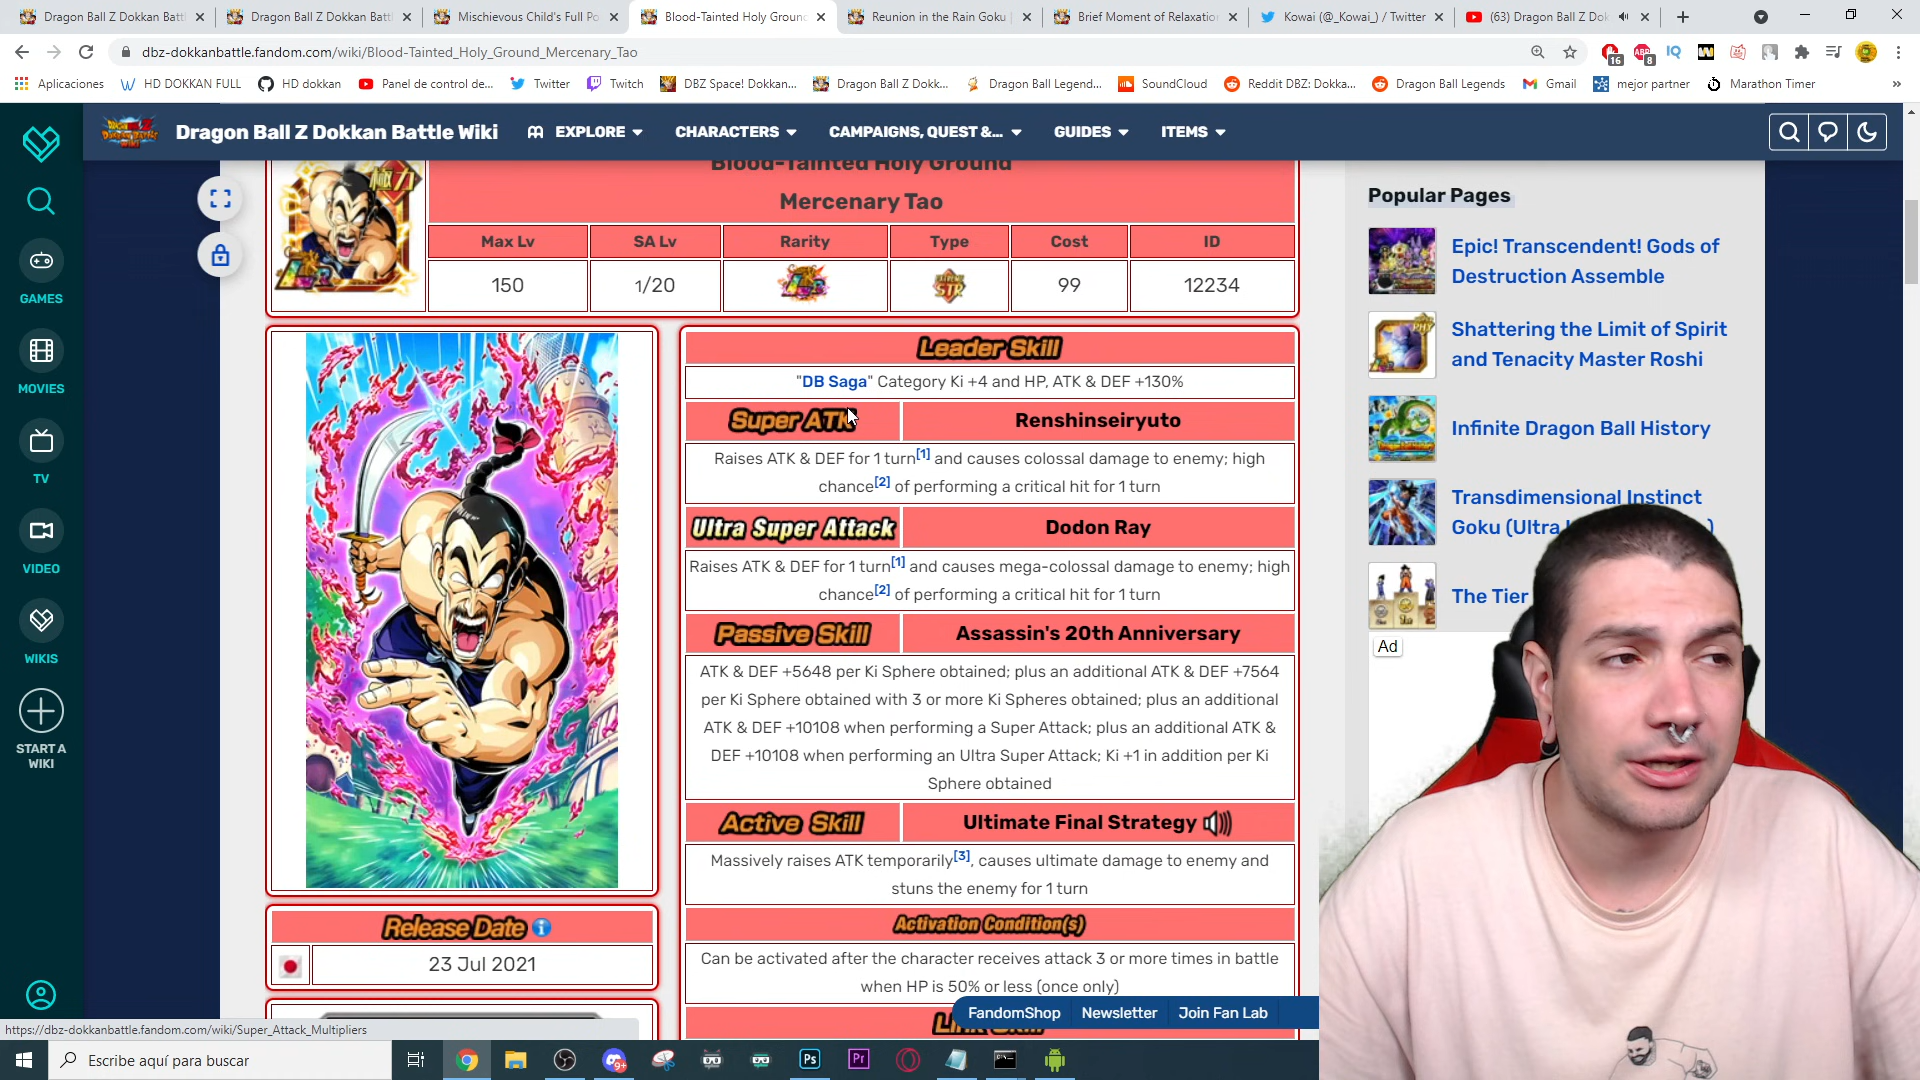 Dragon Ball Z Dokkan Batt
Dragon Ball Z Dokkan Batt
Mischievous Child's Full Po
Blood-Tainted Holy Ground
Reunion in the Rain Goku |
Brief Moment of Relaxation
Kowai (@_Kowai_) / Twitter
(63) Dragon Ball Z Dok
dbz-dokkanbattle.fandom.com/wiki/Blood-Tainted_Holy_Ground_Mercenary_Tao
16
8
Aplicaciones
HD DOKKAN FULL
HD dokkan
Panel de control de...
Twitter
Twitch
DBZ Space! Dokkan...
Dragon Ball Z Dokk...
Dragon Ball Legend...
SoundCloud
Reddit DBZ: Dokka...
Dragon Ball Legends
Gmail
mejor partner
Marathon Timer
Dragon Ball Z Dokkan Battle Wiki
EXPLORE
CHARACTERS
CAMPAIGNS, QUEST &...
GUIDES
ITEMS
GAMES
MOVIES
TV
VIDEO
WIKIS
START A
WIKI
Blood-Tainted Holy Ground
Mercenary Tao
Max Lv
SA Lv
Rarity
Type
Cost
ID
150
1/20
STR
99
12234
Leader Skill
"DB Saga" Category Ki +4 and HP, ATK & DEF +130%
Super ATK
Renshinseiryuto
Raises ATK & DEF for 1 turn[1] and causes colossal damage to enemy; high
chance[2] of performing a critical hit for 1 turn
Ultra Super Attack
Dodon Ray
Raises ATK & DEF for 1 turn[1] and causes mega-colossal damage to enemy; high
chance[2] of performing a critical hit for 1 turn
Passive Skill
Assassin's 20th Anniversary
ATK & DEF +5648 per Ki Sphere obtained; plus an additional ATK & DEF +7564
per Ki Sphere obtained with 3 or more Ki Spheres obtained; plus an additional
ATK & DEF +10108 when performing a Super Attack; plus an additional ATK &
DEF +10108 when performing an Ultra Super Attack; Ki +1 in addition per Ki
Sphere obtained
Active Skill
Ultimate Final Strategy
Massively raises ATK temporarily[3], causes ultimate damage to enemy and
stuns the enemy for 1 turn
Activation Condition(s)
Can be activated after the character receives attack 3 or more times in battle
when HP is 50% or less (once only)
Link Skill
Release Date
23 Jul 2021
Popular Pages
Epic! Transcendent! Gods of
Destruction Assemble
Shattering the Limit of Spirit
and Tenacity Master Roshi
Infinite Dragon Ball History
Transdimensional Instinct
Goku (Ultra
The Tier
Ad
FandomShop
Newsletter
Join Fan Lab
https://dbz-dokkanbattle.fandom.com/wiki/Super_Attack_Multipliers
Escribe aquí para buscar
9+
Ps
Pr